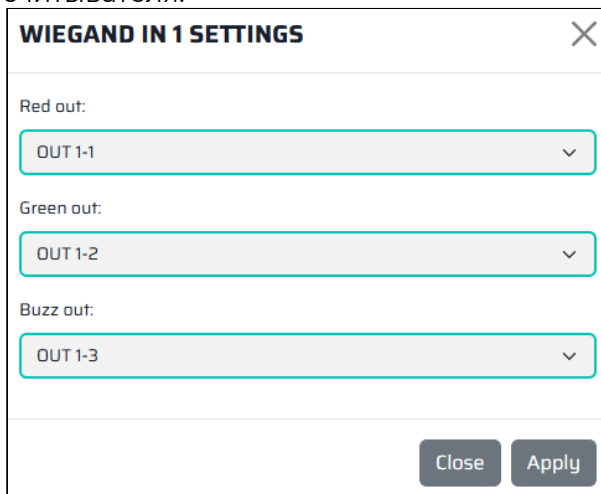 WIEGAND IN 1 SETTINGS
Red out:
OUT 1-1
Green out:
OUT 1-2
Buzz out:
OUT 1-3
Close Apply